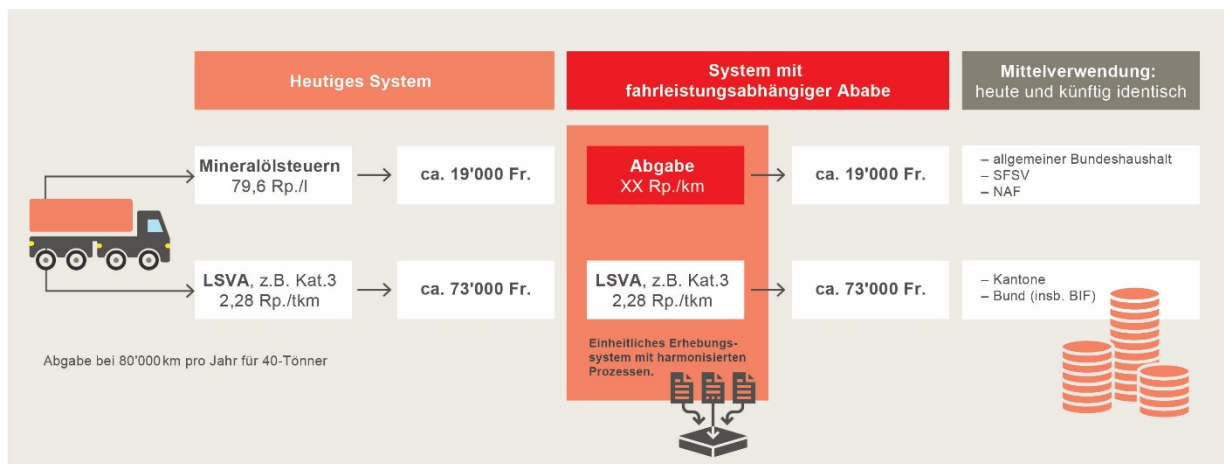 Heutiges System
System mit
fahrleistungsabhängiger Ababe
Mittelverwendung:
heute und künftig identisch
Mineralölsteuern
79,6 Rp./l
ca. 19'000 Fr.
Abgabe
XX Rp./km
ca. 19'000 Fr.
– allgemeiner Bundeshaushalt
– SFSV
– NAF
LSVA, z.B. Kat.3
2,28 Rp./tkm
ca. 73'000 Fr.
LSVA, z.B. Kat.3
2,28 Rp./tkm
ca. 73'000 Fr.
– Kantone
– Bund (insb. BIF)
Abgabe bei 80'000km pro Jahr für 40-Tönner
Einheitliches Erhebungs-
system mit harmonisierten
Prozessen.